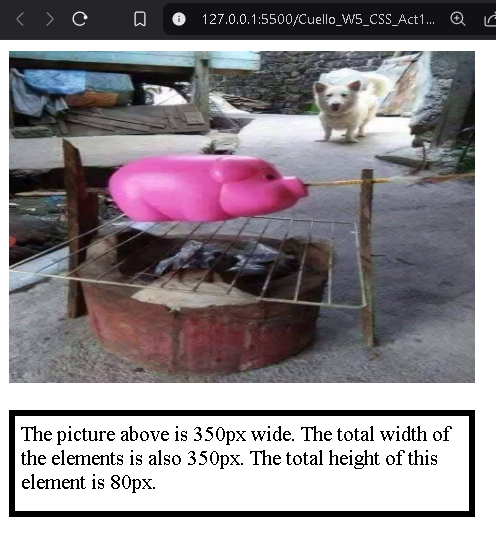 127.0.0.1:5500/Cuello_W5_CSS_Act1...
The picture above is 350px wide. The total width of
the elements is also 350px. The total height of this
element is 80px.